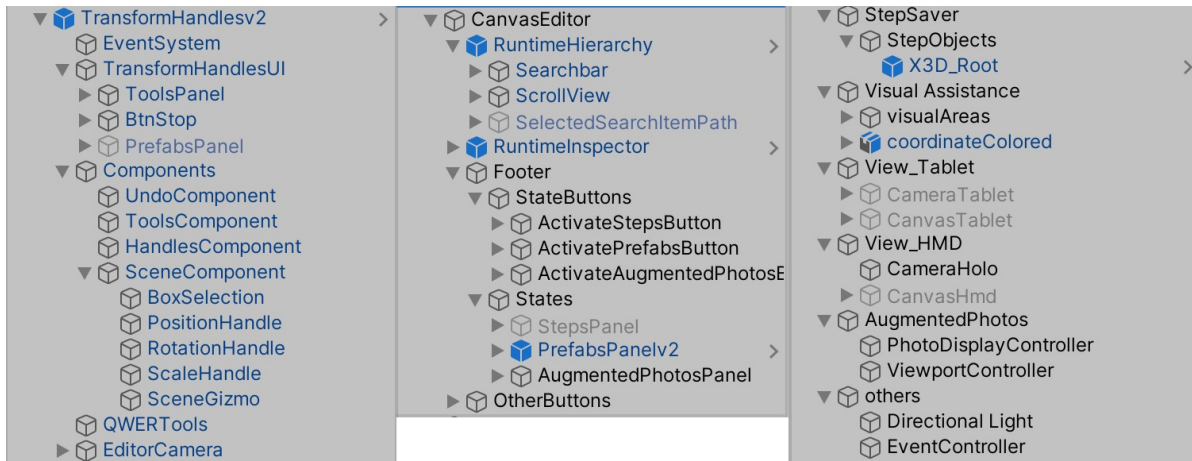 TransformHandlesv2
EventSystem
TransformHandlesUI
ToolsPanel
BtnStop
PrefabsPanel
Components
UndoComponent
ToolsComponent
HandlesComponent
SceneComponent
BoxSelection
PositionHandle
RotationHandle
ScaleHandle
SceneGizmo
QWERTools
EditorCamera
CanvasEditor
RuntimeHierarchy
Searchbar
ScrollView
SelectedSearchItemPath
RuntimeInspector
Footer
StateButtons
ActivateStepsButton
ActivatePrefabsButton
ActivateAugmentedPhotosB
States
StepsPanel
PrefabsPanelv2
AugmentedPhotosPanel
OtherButtons
StepSaver
StepObjects
X3D_Root
Visual Assistance
visualAreas
coordinateColored
View_Tablet
CameraTablet
CanvasTablet
View_HMD
CameraHolo
CanvasHmd
AugmentedPhotos
PhotoDisplayController
ViewportController
others
Directional Light
EventController